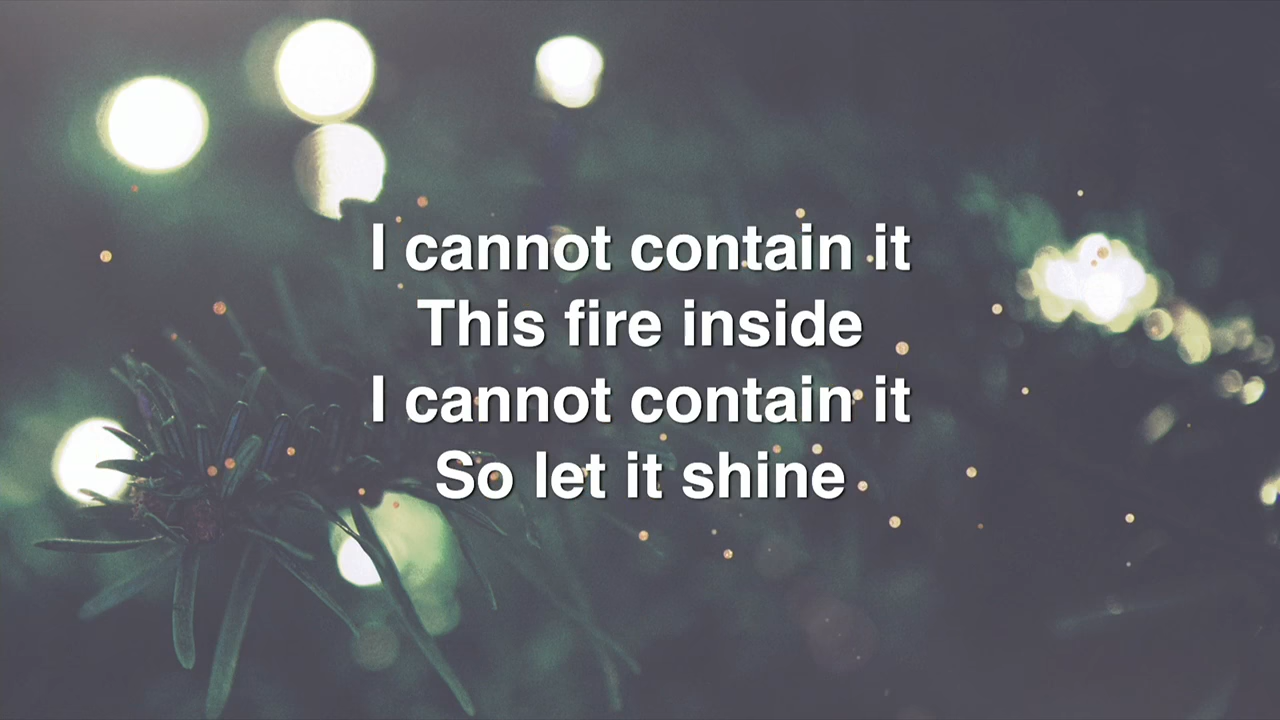 I cannot contain it
This fire inside
I cannot contain it
So let it shine